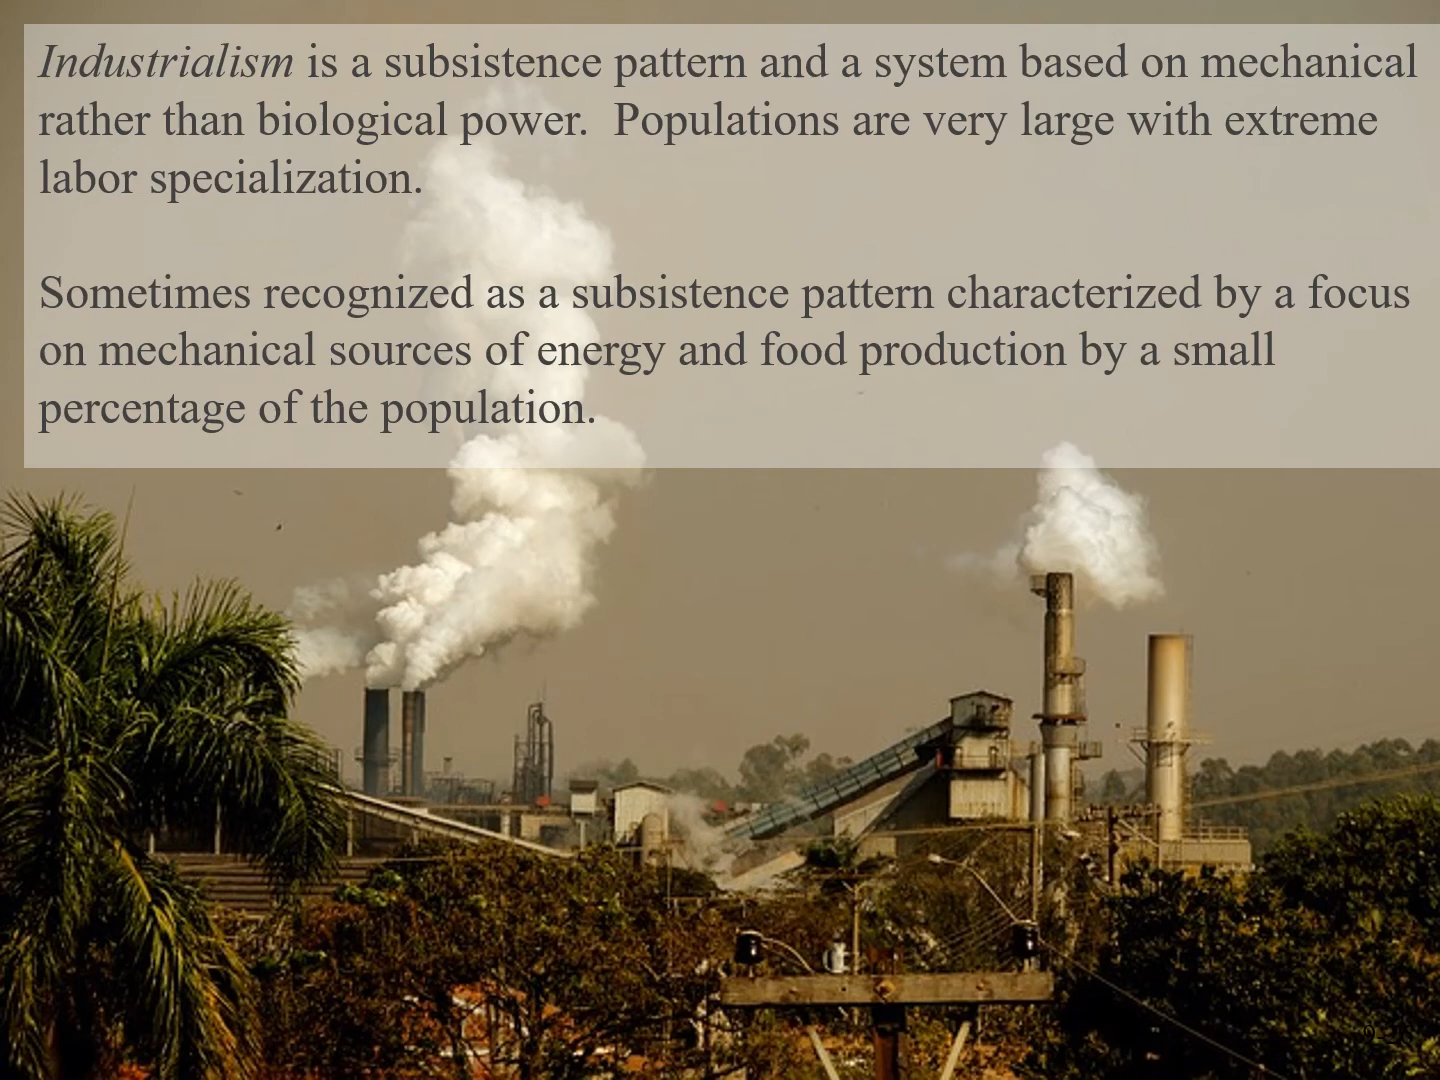 Industrialism is a subsistence pattern and a system based on mechanical
rather than biological power.  Populations are very large with extreme
labor specialization.
Sometimes recognized as a subsistence pattern characterized by a focus
on mechanical sources of energy and food production by a small
percentage of the population.